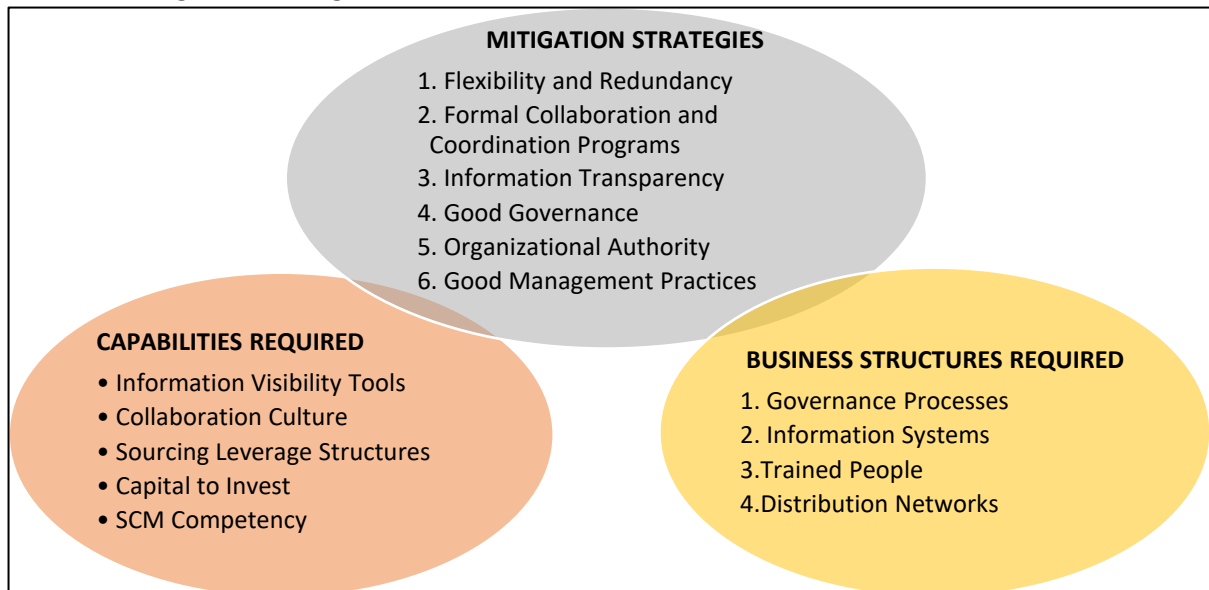 MITIGATION STRATEGIES
1. Flexibility and Redundancy
2. Formal Collaboration and
Coordination Programs
3. Information Transparency
4. Good Governance
5. Organizational Authority
6. Good Management Practices
CAPABILITIES REQUIRED
• Information Visibility Tools
• Collaboration Culture
• Sourcing Leverage Structures
• Capital to Invest
• SCM Competency
BUSINESS STRUCTURES REQUIRED
1. Governance Processes
2. Information Systems
3.Trained People
4.Distribution Networks